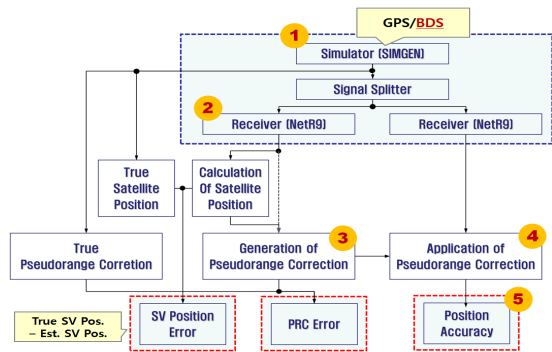 GPS/BDS
1
Simulator (SIMGEN)
Signal Splitter
2
Receiver (NetR9)
Receiver (NetR9)
True
Satellite
Position
Calculation
Of Satellite
Position
True
Pseudorange Corretion
3
Generation of
Pseudorange Correction
4
Application of
Pseudorange Correction
True SV Pos.
– Est. SV Pos.
SV Position
Error
PRC Error
5
Position
Accuracy